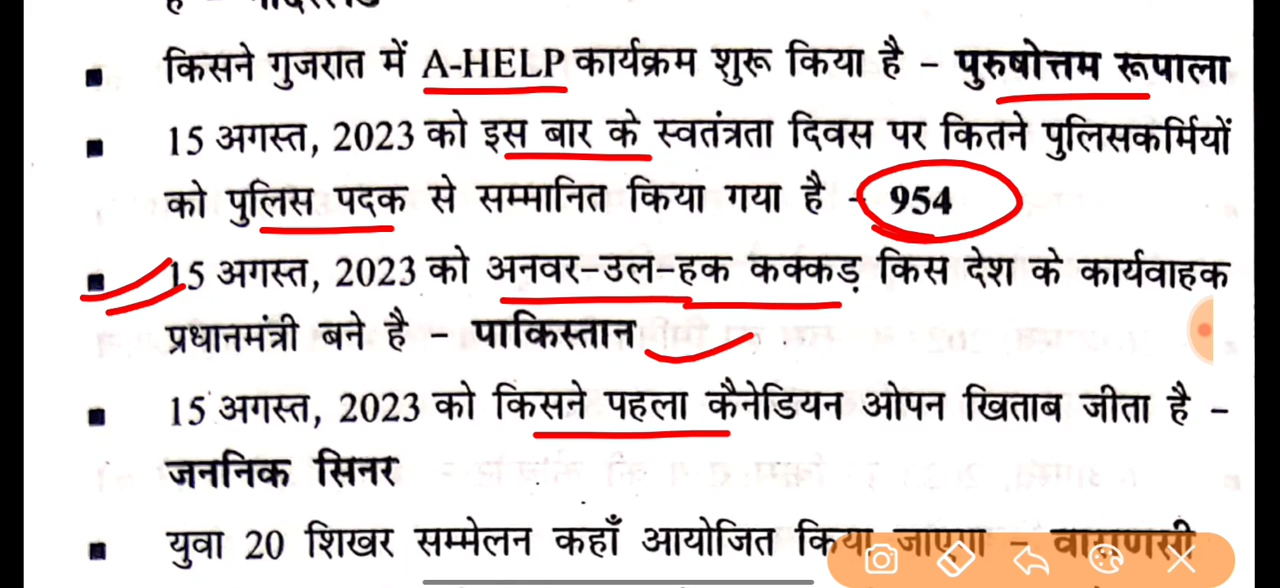 किसने गुजरात में A-HELP कार्यक्रम शुरू किया है – पुरुषोत्तम रूपाला
15 अगस्त, 2023 को इस बार के स्वतंत्रता दिवस पर कितने पुलिसकर्मियों
को पुलिस पदक से सम्मानित किया गया है - 954
15 अगस्त, 2023 को अनवर-उल-हक कक्कड़ किस देश के कार्यवाहक
प्रधानमंत्री बने है – पाकिस्तान
15 अगस्त, 2023 को किसने पहला कैनेडियन ओपन खिताब जीता है –
जननिक सिनर
युवा 20 शिखर सम्मेलन कहाँ आयोजित किया जाएगा – वाराणसी